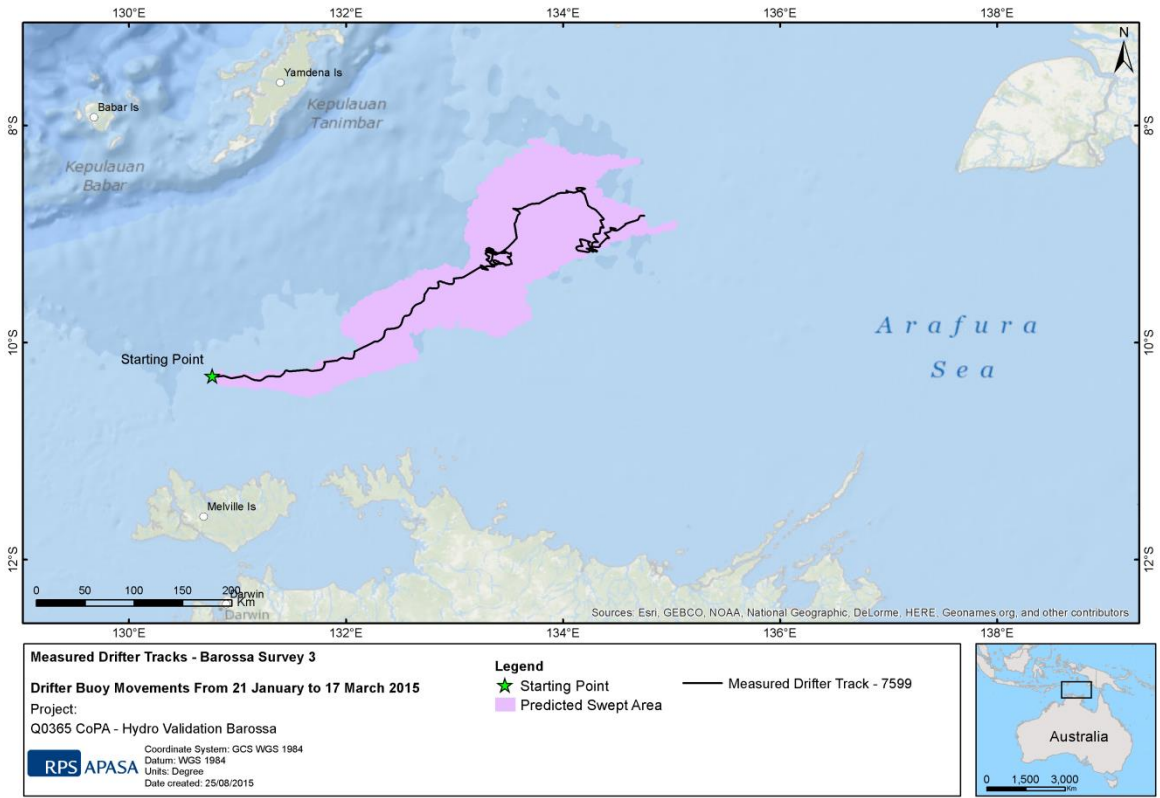 130°E 132°E 134°E 136°E 138°E
N
Yamdena Is
Babar Is
Kepulauan
Tanimbar
8°S 8°S
Kepulauan
Babar
Arafura
Sea
10°S 10°S
Starting Point
Melville Is
12°S 12°S
0 50 100 150 200
Km
Darwin
Darwin
Sources: Esri, GEBCO, NOAA, National Geographic, DeLorme, HERE, Geonames.org, and other contributors
130°E 132°E 134°E 136°E 138°E
Measured Drifter Tracks - Barossa Survey 3
Drifter Buoy Movements From 21 January to 17 March 2015
Project:
Q0365 CoPA - Hydro Validation Barossa
RPS APASA
Coordinate System: GCS WGS 1984
Datum: WGS 1984
Units: Degree
Date created: 25/08/2015
Legend
Starting Point
Predicted Swept Area
Measured Drifter Track - 7599
Australia
0 1,500 3,000
Km